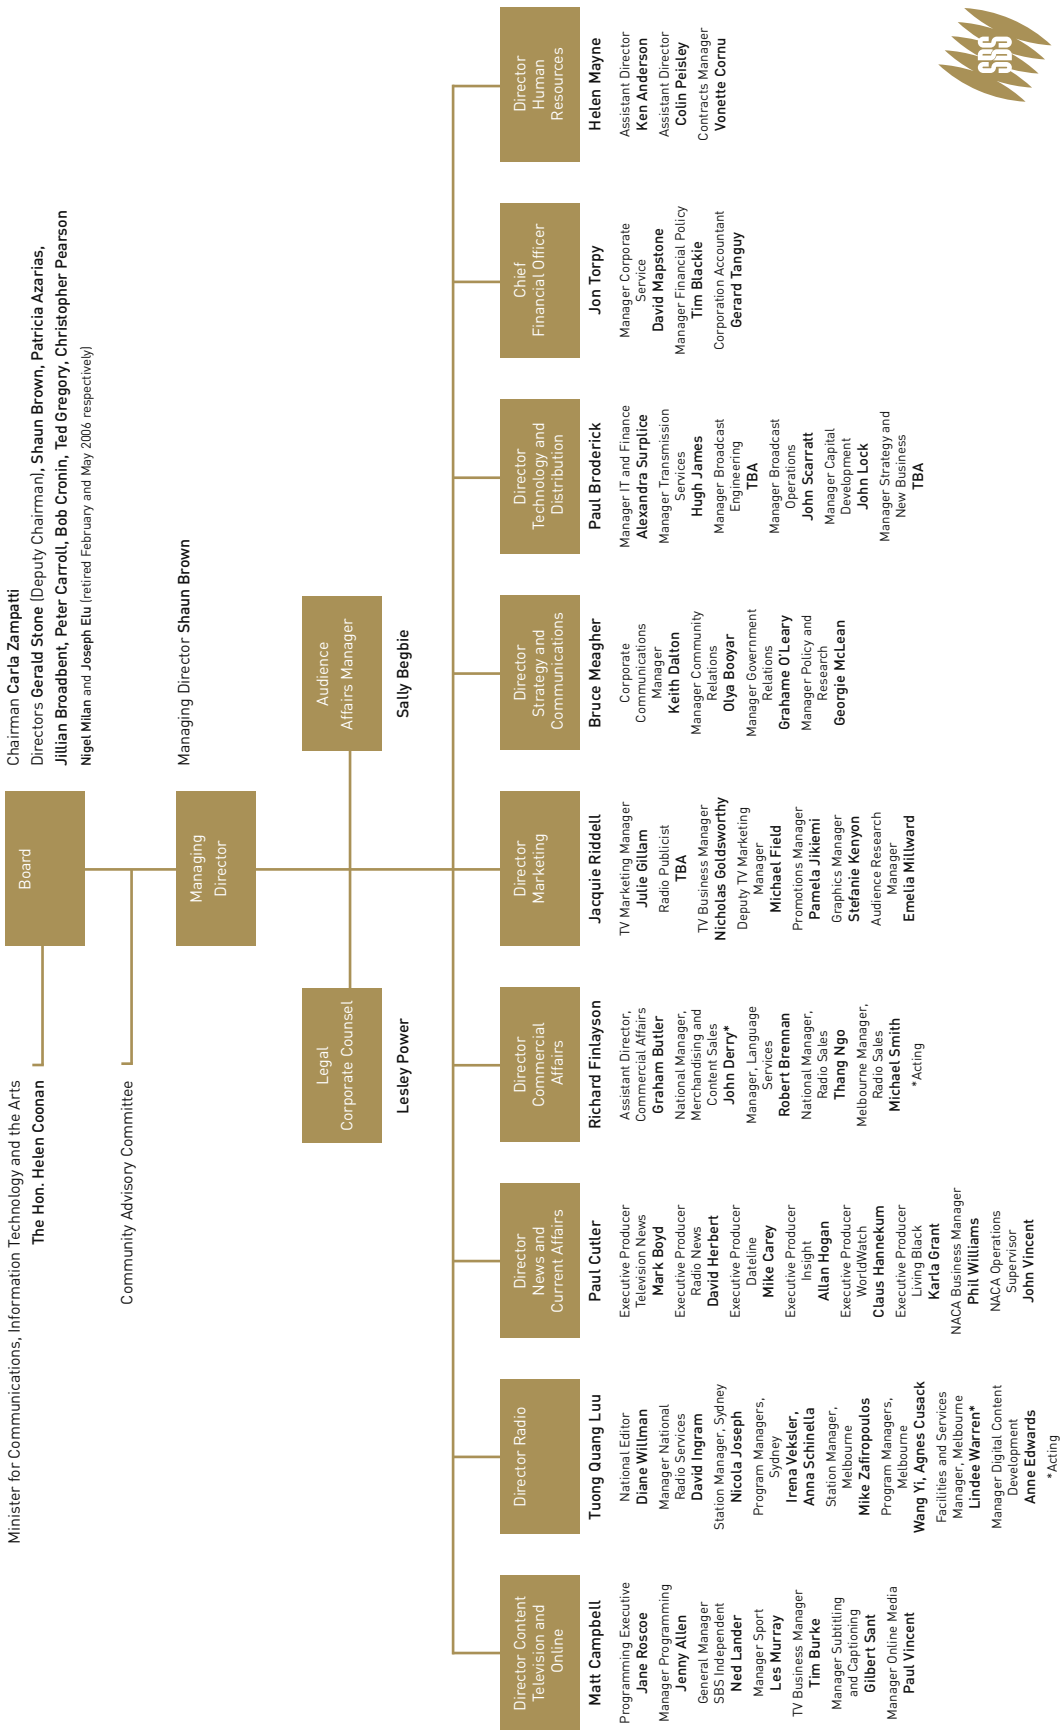 Minister for Communications, Information Technology and the Arts
The Hon. Helen Coonan
Community Advisory Committee
Board
Chairman Carla Zampatti
Directors Gerald Stone (Deputy Chairman), Shaun Brown, Patricia Azarias,
Jillian Broadbent, Peter Carroll, Bob Cronin, Ted Gregory, Christopher Pearson
Nigel Milan and Joseph Elu (retired February and May 2006 respectively)
Managing
Director
Managing Director Shaun Brown
Legal
Corporate Counsel
Lesley Power
Audience
Affairs Manager
Sally Begbie
Director Content
Television and
Online
Matt Campbell
Programming Executive
Jane Roscoe
Manager Programming
Jenny Allen
General Manager
SBS Independent
Ned Lander
Manager Sport
Les Murray
TV Business Manager
Tim Burke
Manager Subtitling
and Captioning
Gilbert Sant
Manager Online Media
Paul Vincent
Director Radio
Tuong Quang Luu
National Editor
Diane Willman
Manager National
Radio Services
David Ingram
Station Manager, Sydney
Nicola Joseph
Program Managers,
Sydney
Irena Veksler,
Anna Schinella
Station Manager,
Melbourne
Mike Zafiropoulos
Program Managers,
Melbourne
Wang Yi, Agnes Cusack
Facilities and Services
Manager, Melbourne
Lindee Warren*
Manager Digital Content
Development
Anne Edwards
*Acting
Director
News and
Current Affairs
Paul Cutler
Executive Producer
Television News
Mark Boyd
Executive Producer
Radio News
David Herbert
Executive Producer
Dateline
Mike Carey
Executive Producer
Insight
Allan Hogan
Executive Producer
WorldWatch
Claus Hannekum
Executive Producer
Living Black
Karla Grant
NACA Business Manager
Phil Williams
NACA Operations
Supervisor
John Vincent
Director
Commercial
Affairs
Richard Finlayson
Assistant Director,
Commercial Affairs
Graham Butler
National Manager,
Merchandising and
Content Sales
John Derry*
Manager, Language
Services
Robert Brennan
National Manager,
Radio Sales
Thang Ngo
Melbourne Manager,
Radio Sales
Michael Smith
*Acting
Director
Marketing
Jacquie Riddell
TV Marketing Manager
Julie Gillam
Radio Publicist
TBA
TV Business Manager
Nicholas Goldsworthy
Deputy TV Marketing
Manager
Michael Field
Promotions Manager
Pamela Jikiemi
Graphics Manager
Stefanie Kenyon
Audience Research
Manager
Emelia Millward
Director
Strategy and
Communications
Bruce Meagher
Corporate
Communications
Manager
Keith Dalton
Manager Community
Relations
Olya Booyar
Manager Government
Relations
Grahame O'Leary
Manager Policy and
Research
Georgie McLean
Director
Technology and
Distribution
Paul Broderick
Manager IT and Finance
Alexandra Surplice
Manager Transmission
Services
Hugh James
Manager Broadcast
Engineering
TBA
Manager Broadcast
Operations
John Scarratt
Manager Capital
Development
John Lock
Manager Strategy and
New Business
TBA
Chief
Financial Officer
Jon Torpy
Manager Corporate
Service
David Mapstone
Manager Financial Policy
Tim Blackie
Corporation Accountant
Gerard Tanguy
Director
Human
Resources
Helen Mayne
Assistant Director
Ken Anderson
Assistant Director
Colin Peisley
Contracts Manager
Vonette Cornu
SBS